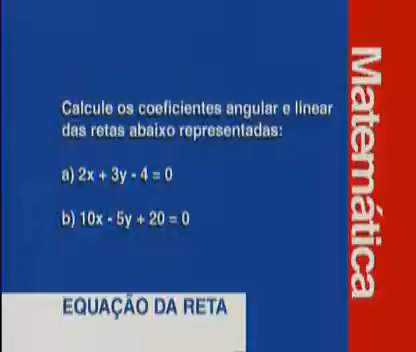 Calcule os coeficientes angular e linear
das retas abaixo representadas:
a) 2x + 3y - 4 = 0
b) 10x - 5y + 20 = 0
EQUAÇÃO DA RETA
Matemática